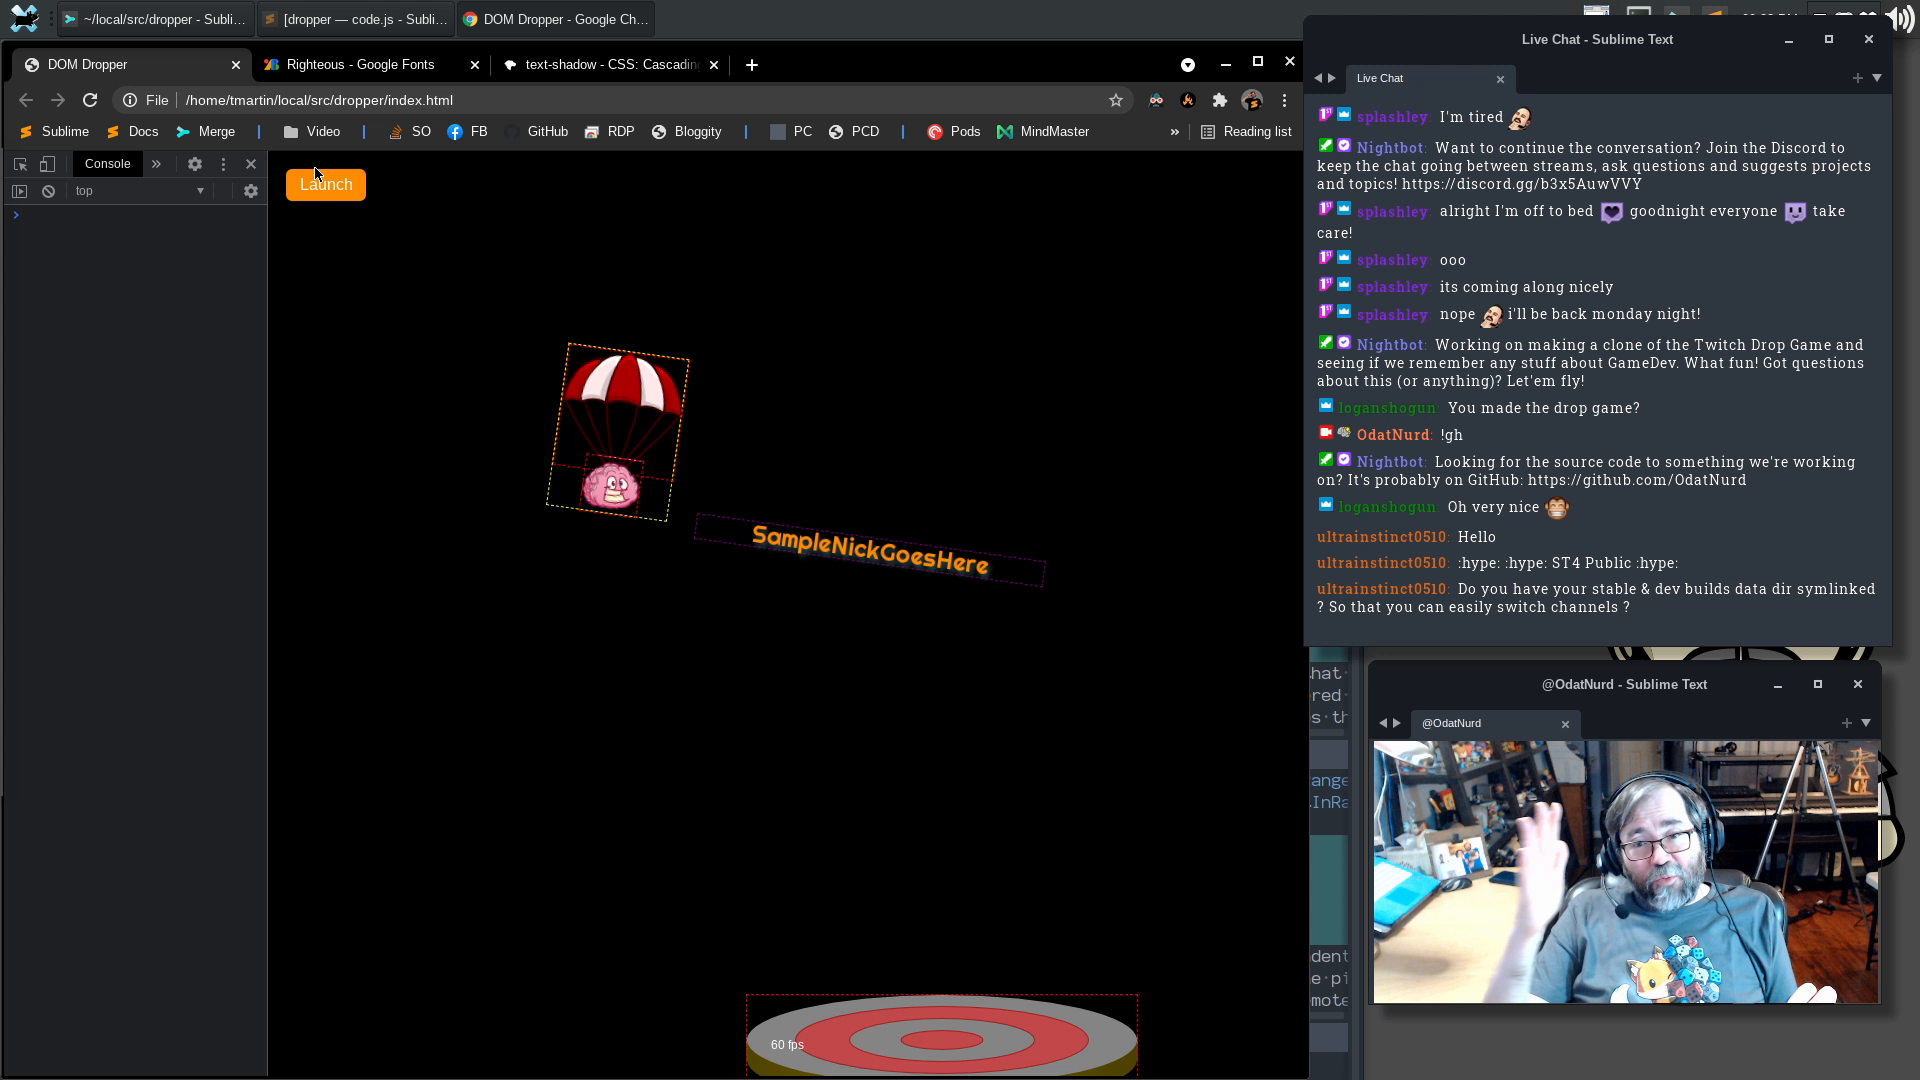 ~/local/src/dropper - Subli...
[dropper — code.js - Subli...
DOM Dropper - Google Ch...
DOM Dropper
Righteous - Google Fonts
text-shadow - CSS: Cascadin
File
/home/tmartin/local/src/dropper/index.html
Sublime
Docs
Merge
|
Video
|
SO
FB
GitHub
RDP
Bloggity
|
PC
PCD
|
Pods
MindMaster
»
Reading list
Console
»
top
Launch
SampleNickGoesHere
60 fps
Live Chat - Sublime Text
Live Chat
splashley: I'm tired
Nightbot: Want to continue the conversation? Join the Discord to
keep the chat going between streams, ask questions and suggests projects
and topics! https://discord.gg/b3x5AuwVVY
splashley: alright I'm off to bed goodnight everyone take
care!
splashley: ooo
splashley: its coming along nicely
splashley: nope i'll be back monday night!
Nightbot: Working on making a clone of the Twitch Drop Game and
seeing if we remember any stuff about GameDev. What fun! Got questions
about this (or anything)? Let'em fly!
loganshogun: You made the drop game?
OdatNurd: !gh
Nightbot: Looking for the source code to something we're working
on? It's probably on GitHub: https://github.com/OdatNurd
loganshogun: Oh very nice
ultrainstinct0510: Hello
ultrainstinct0510: :hype: :hype: ST4 Public :hype:
ultrainstinct0510: Do you have your stable & dev builds data dir symlinked
? So that you can easily switch channels ?
@OdatNurd - Sublime Text
@OdatNurd